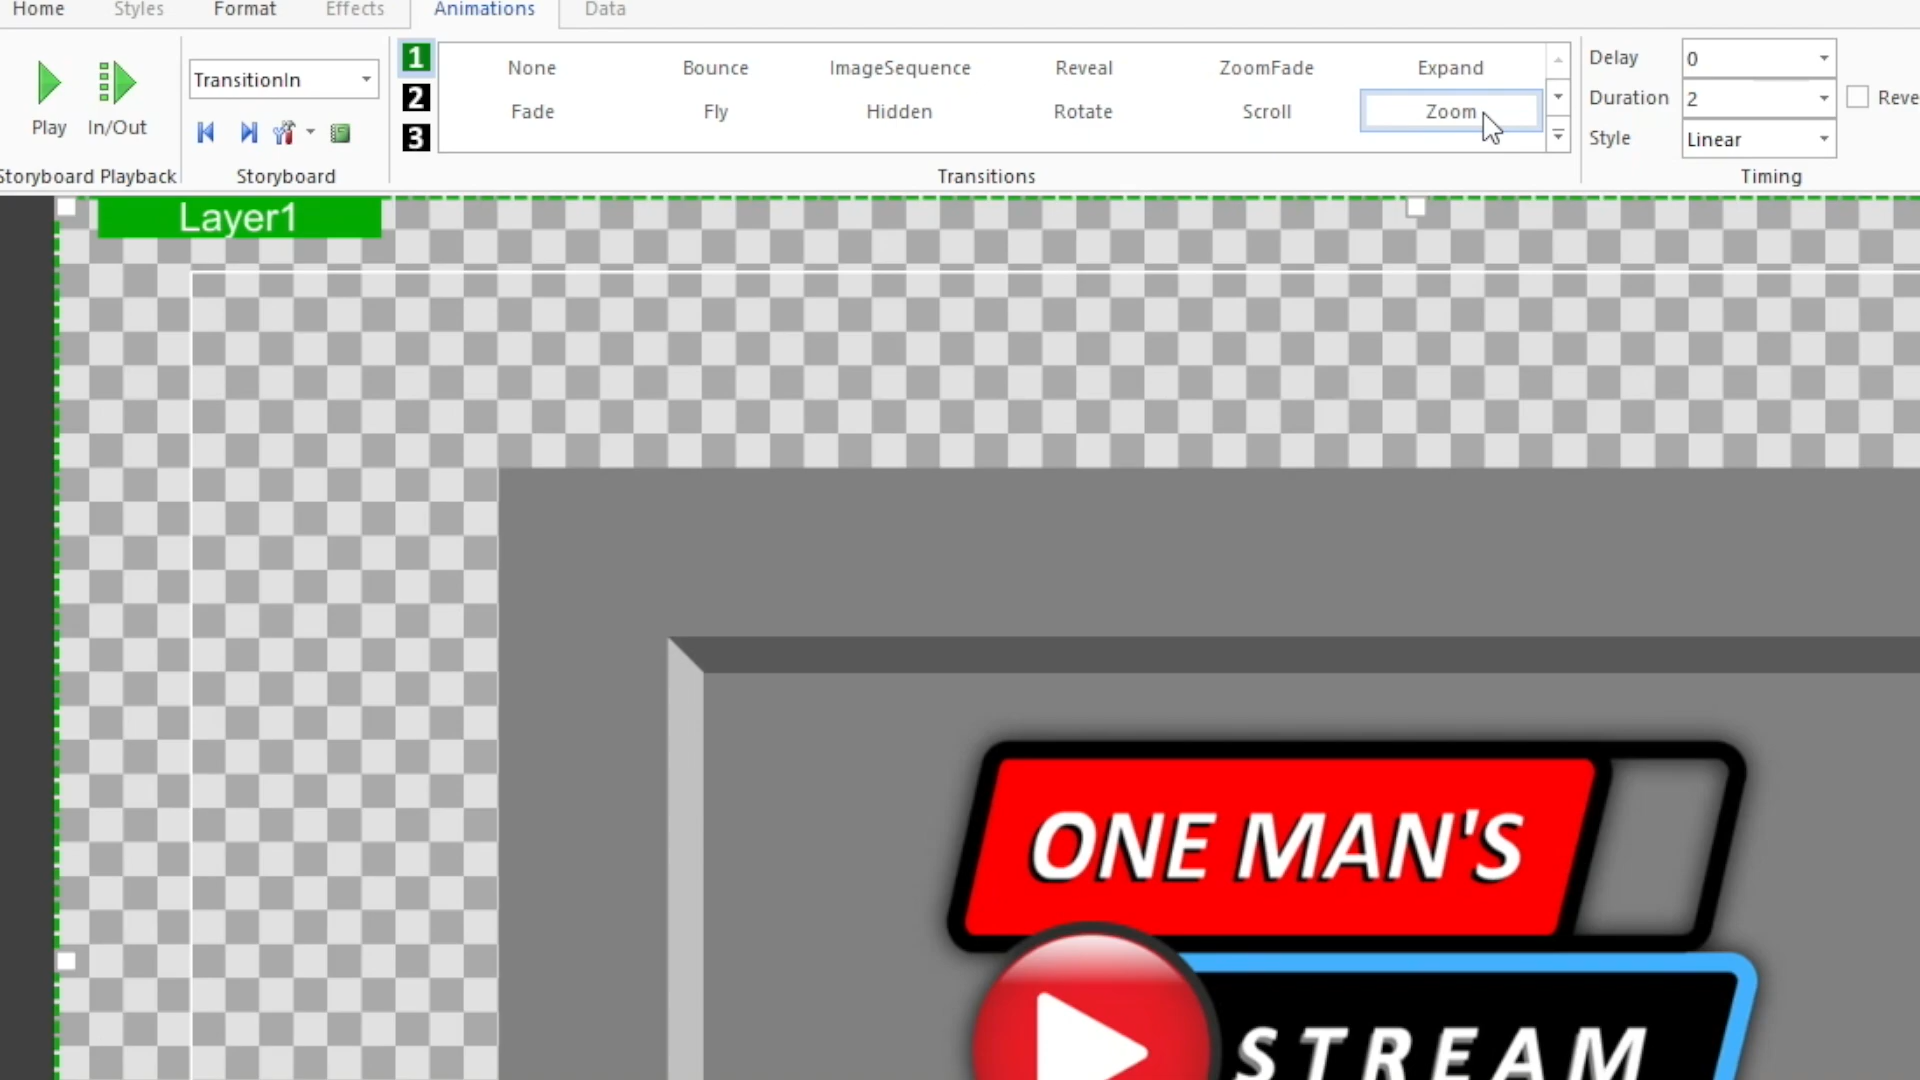 Home Styles Format Effects Animations Data
Play In/Out
Storyboard Playback
TransitionIn
Storyboard
1
2
3
None Bounce ImageSequence Reveal ZoomFade Expand
Fade Fly Hidden Rotate Scroll Zoom
Transitions
Delay 0
Duration 2 Reve
Style Linear
Timing
Layer1
ONE MAN'S
STREAM